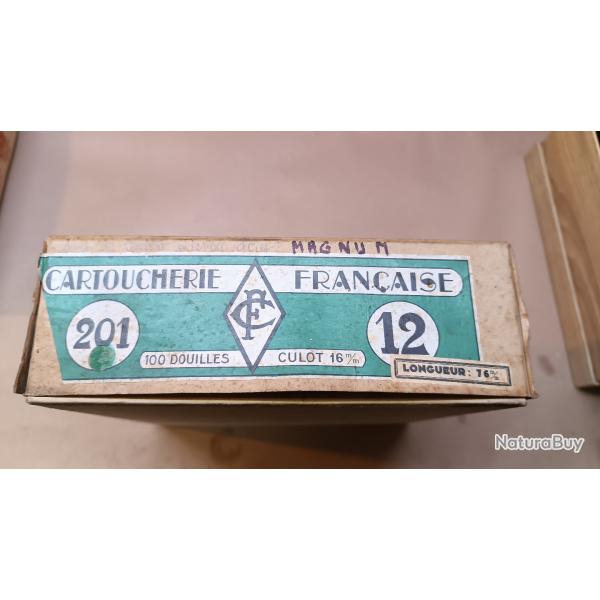 MAGNUM
CARTOUCHERIE FRANÇAISE
201 CF 12
100 DOUILLES CULOT 16 m/m
LONGUEUR: 76 m/m
NaturaBuy